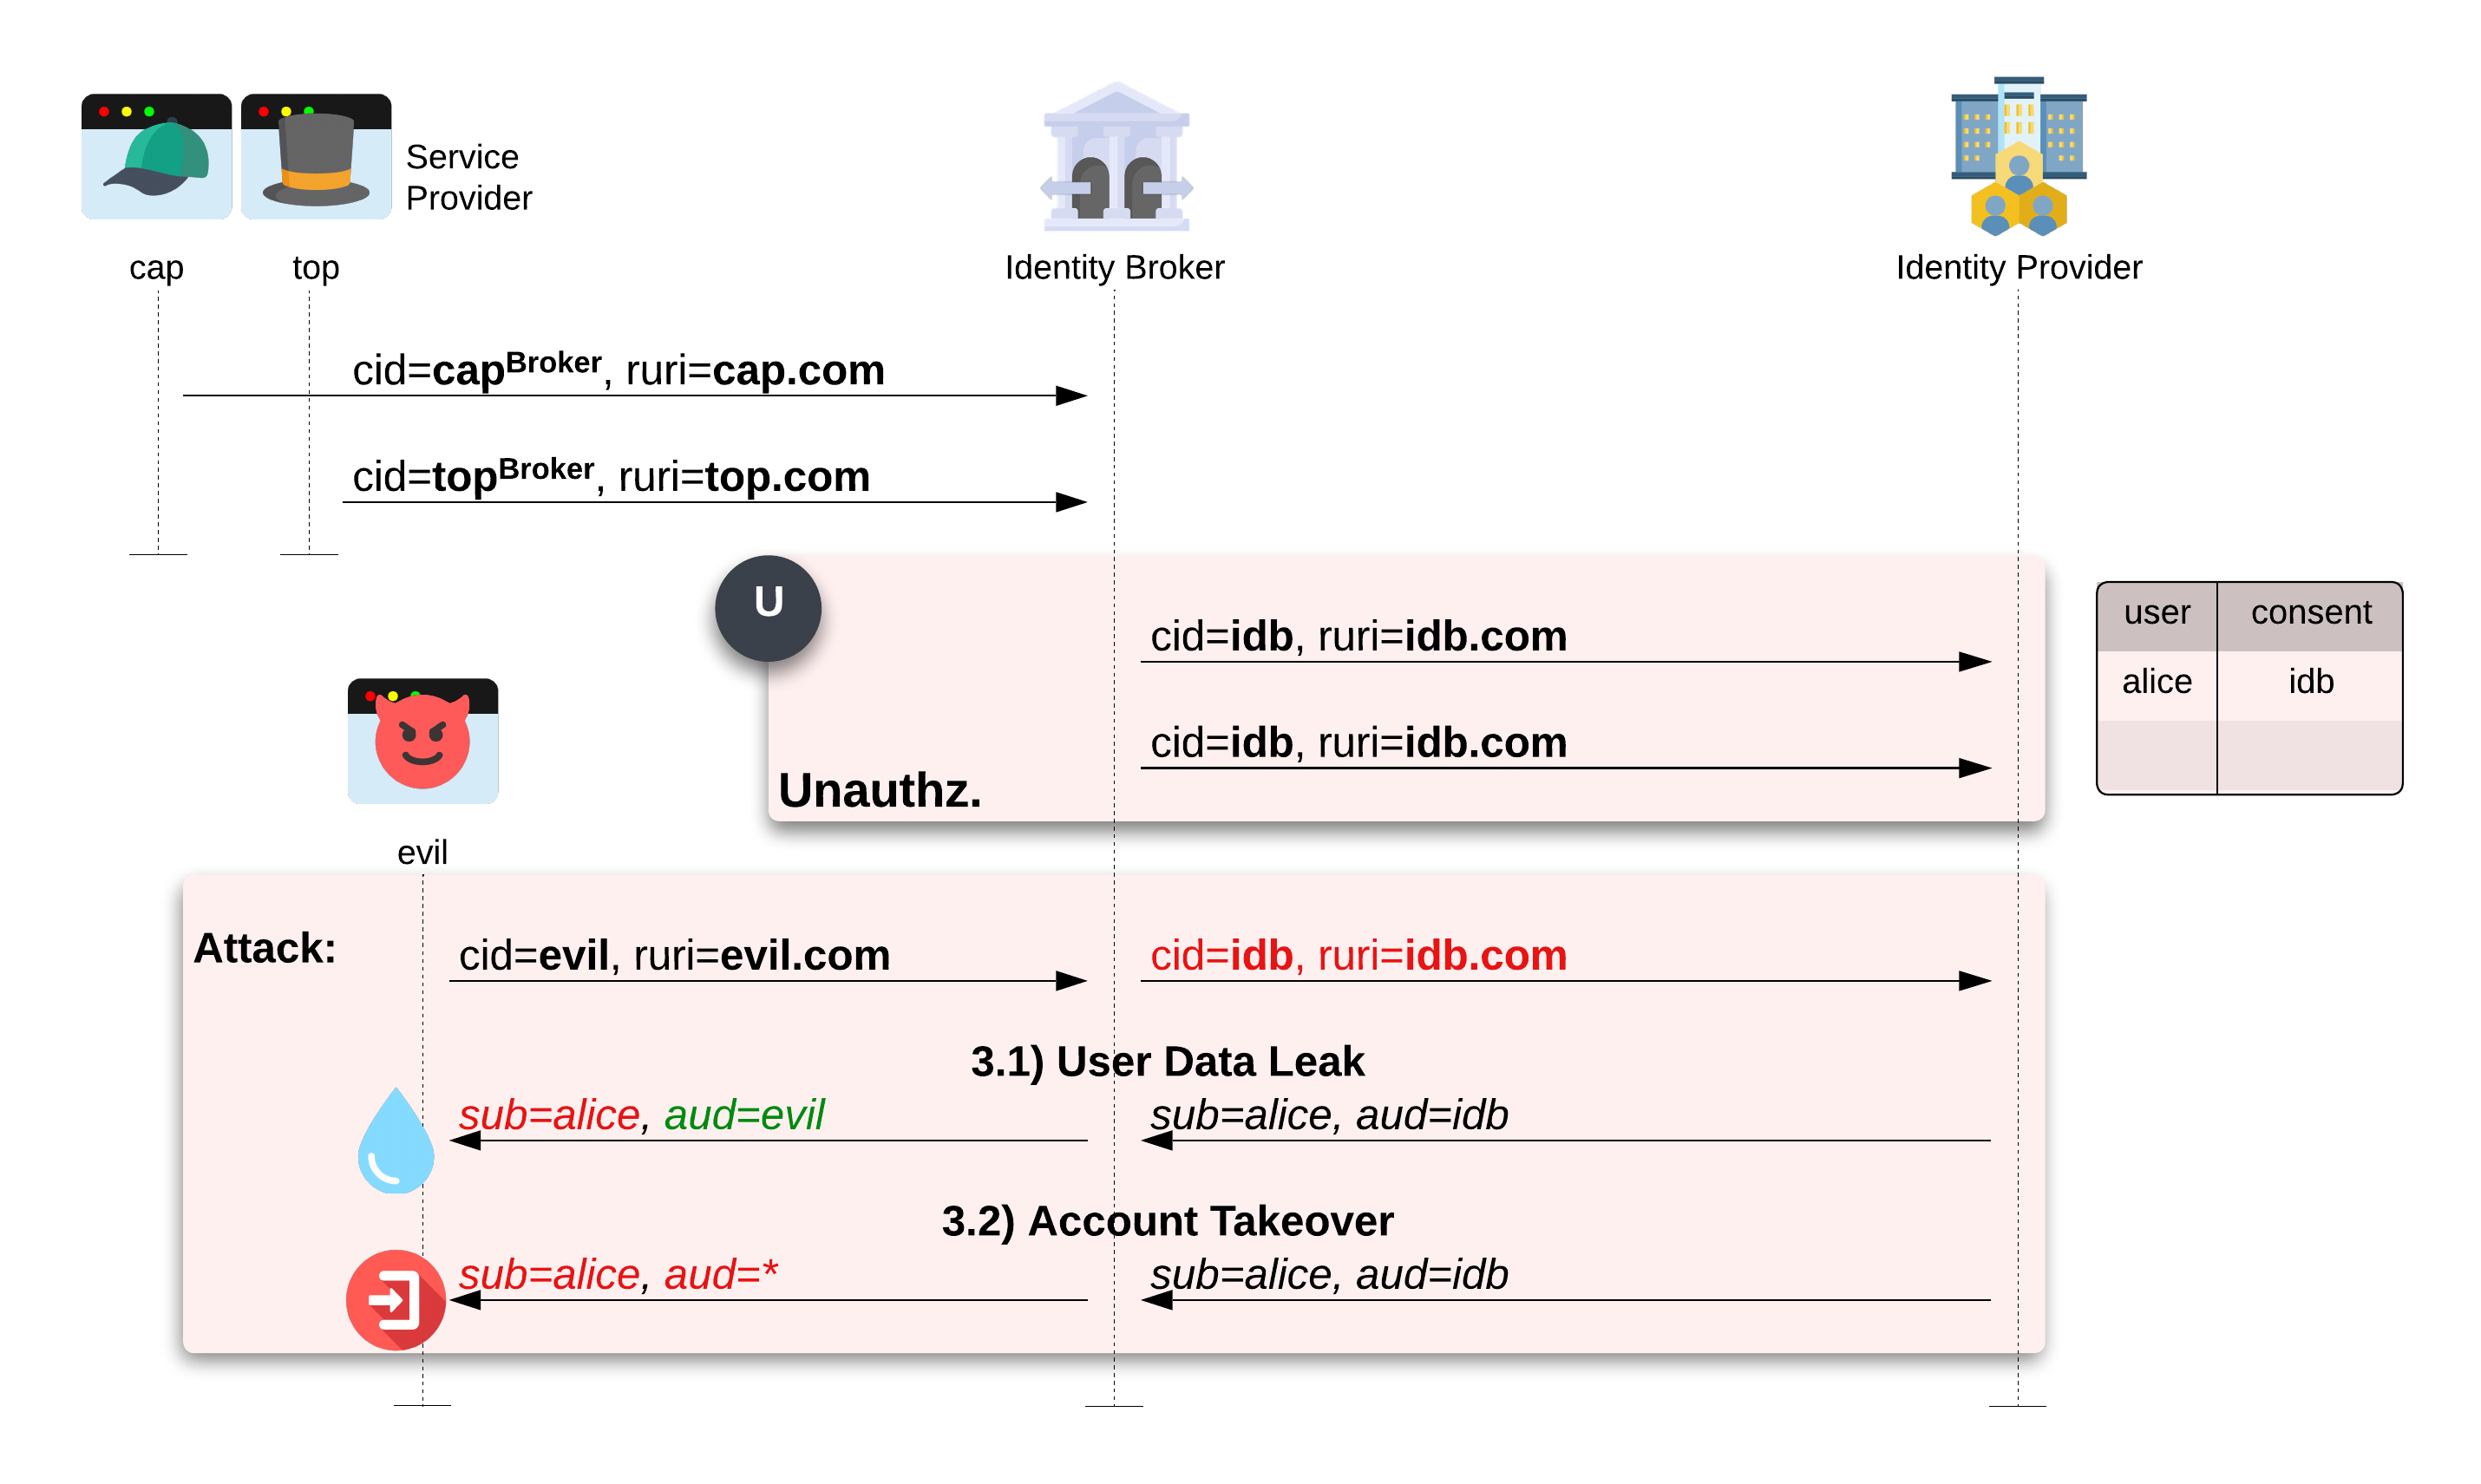 Service
Provider
cap
top
Identity Broker
Identity Provider
cid=capBroker, ruri=cap.com
cid=topBroker, ruri=top.com
U
cid=idb, ruri=idb.com
user
consent
alice
idb
cid=idb, ruri=idb.com
Unauthz.
evil
Attack:
cid=evil, ruri=evil.com
cid=idb, ruri=idb.com
3.1) User Data Leak
sub=alice, aud=evil
sub=alice, aud=idb
3.2) Account Takeover
sub=alice, aud=*
sub=alice, aud=idb